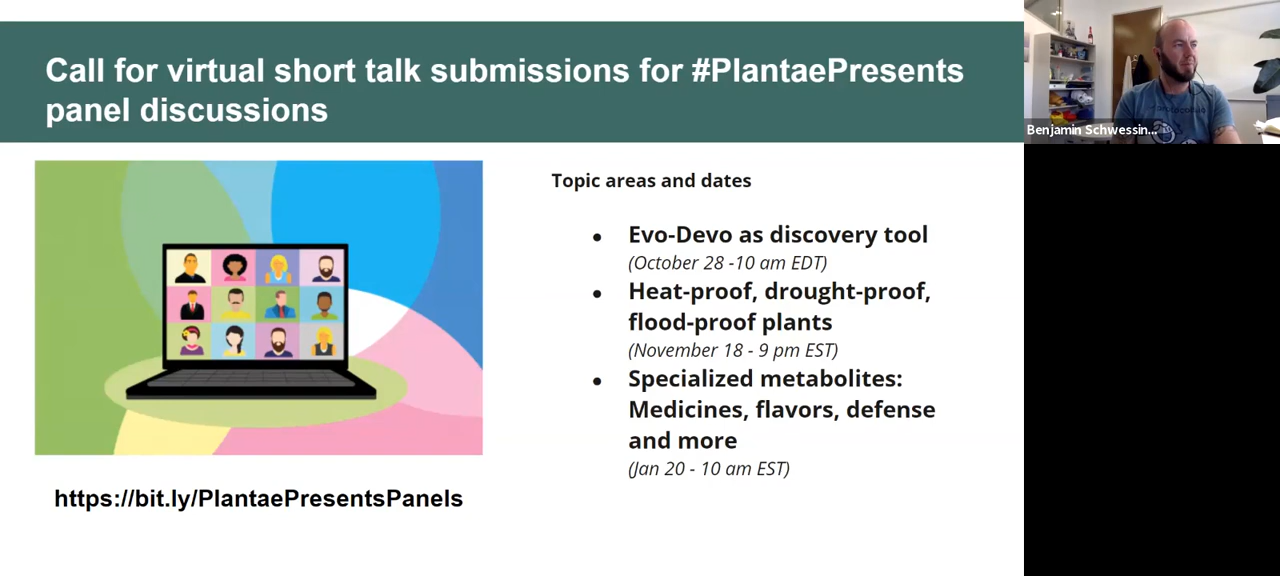 Call for virtual short talk submissions for #PlantaePresents
panel discussions
Benjamin Schwessin...
Topic areas and dates
● Evo-Devo as discovery tool
(October 28 -10 am EDT)
● Heat-proof, drought-proof,
flood-proof plants
(November 18 - 9 pm EST)
● Specialized metabolites:
Medicines, flavors, defense
and more
(Jan 20 - 10 am EST)
https://bit.ly/PlantaePresentsPanels